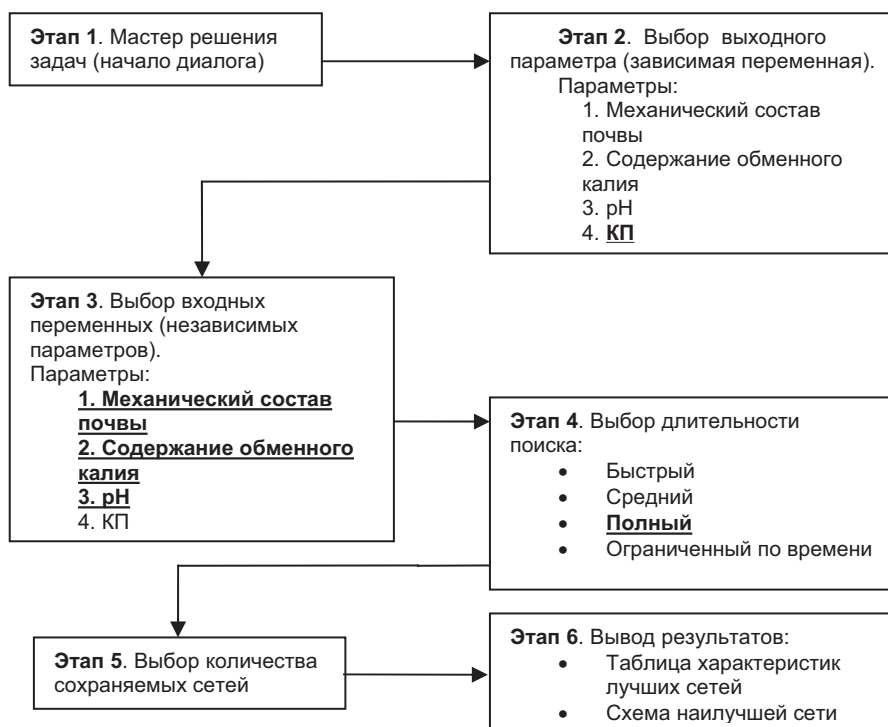 Этап 1. Мастер решения
задач (начало диалога)
Этап 2. Выбор выходного
параметра (зависимая переменная).
Параметры:
1. Механический состав
почвы
2. Содержание обменного
калия
3. pH
4. КП
Этап 3. Выбор входных
переменных (независимых
параметров).
Параметры:
1. Механический состав
почвы
2. Содержание обменного
калия
3. pH
4. КП
Этап 4. Выбор длительности
поиска:
• Быстрый
• Средний
• Полный
• Ограниченный по времени
Этап 5. Выбор количества
сохраняемых сетей
Этап 6. Вывод результатов:
• Таблица характеристик
лучших сетей
• Схема наилучшей сети